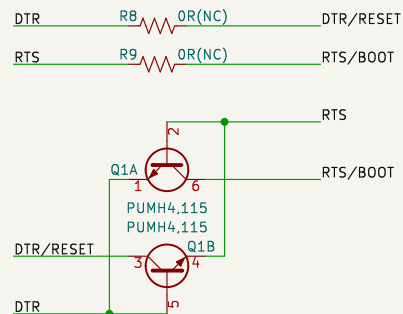 DTR R8 0R(NC) DTR/RESET
RTS R9 0R(NC) RTS/BOOT
RTS
2
Q1A
1 6 RTS/BOOT
PUMH4,115
PUMH4,115
Q1B
DTR/RESET
3 4
5
DTR